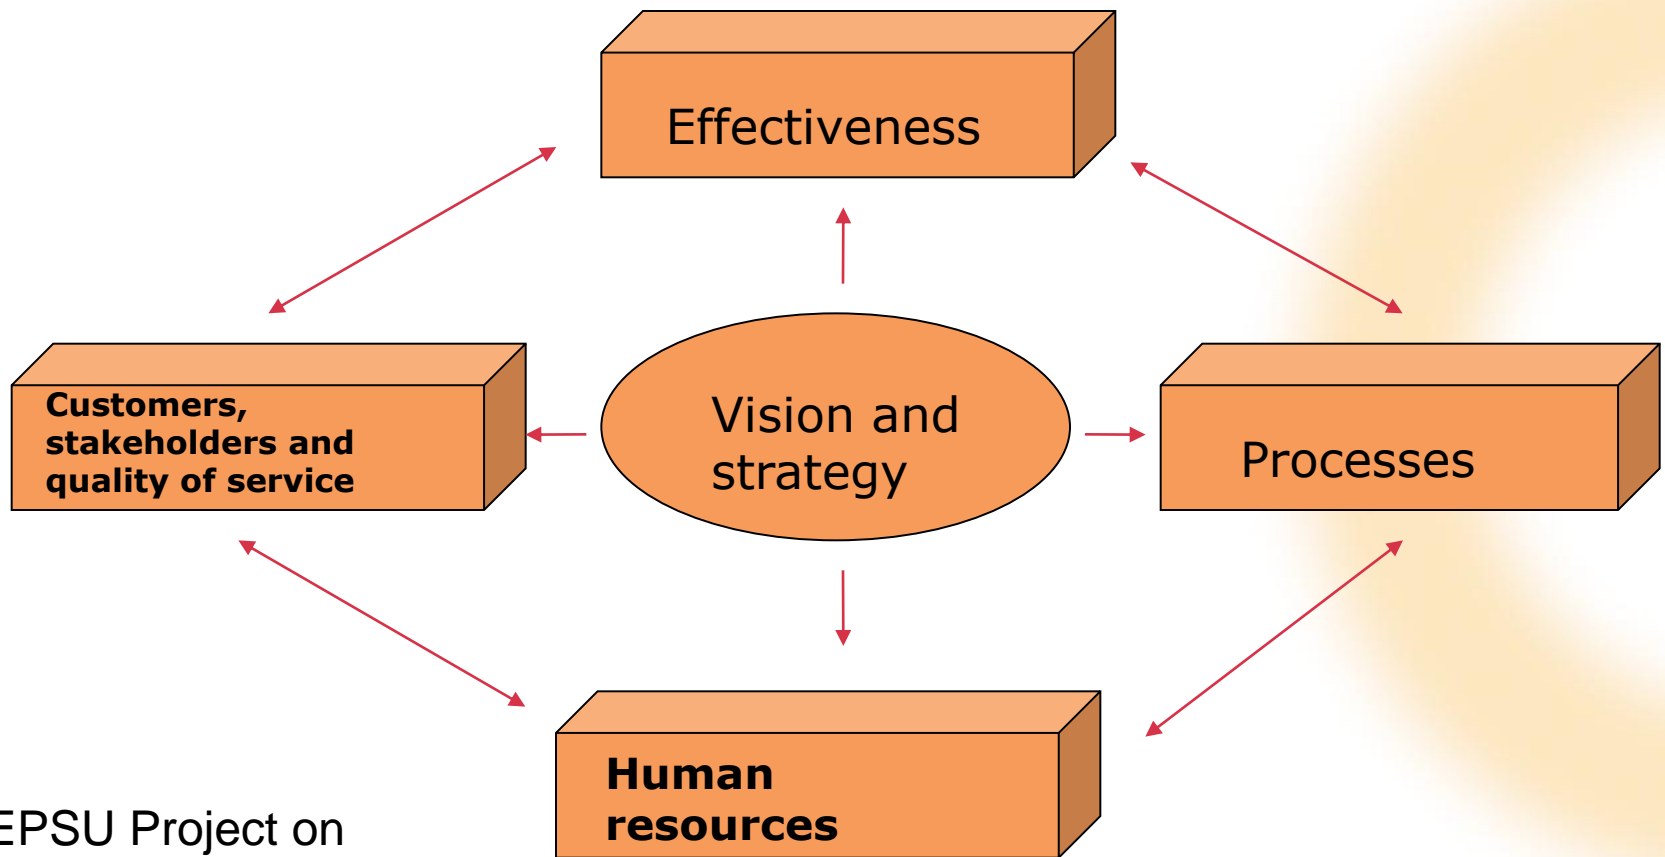 Effectiveness
Customers,
stakeholders and
quality of service
Vision and
strategy
Processes
Human
resources
EPSU Project on